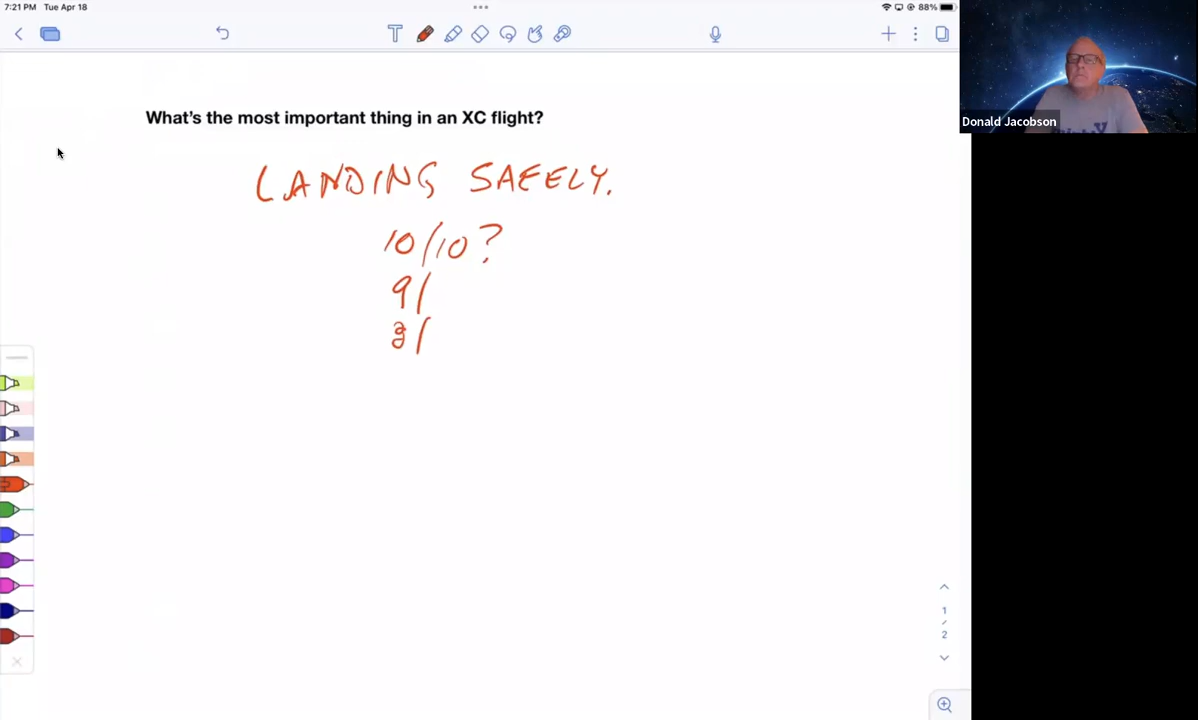 7:21 PM Tue Apr 18
88%
What's the most important thing in an XC flight?
LANDING SAFELY.
10/10?
9/
8/
Donald Jacobson
1
/
2